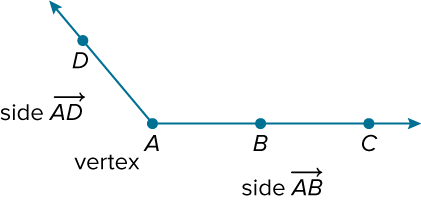 D
side \overrightarrow{AD}
A B C
vertex
side \overrightarrow{AB}